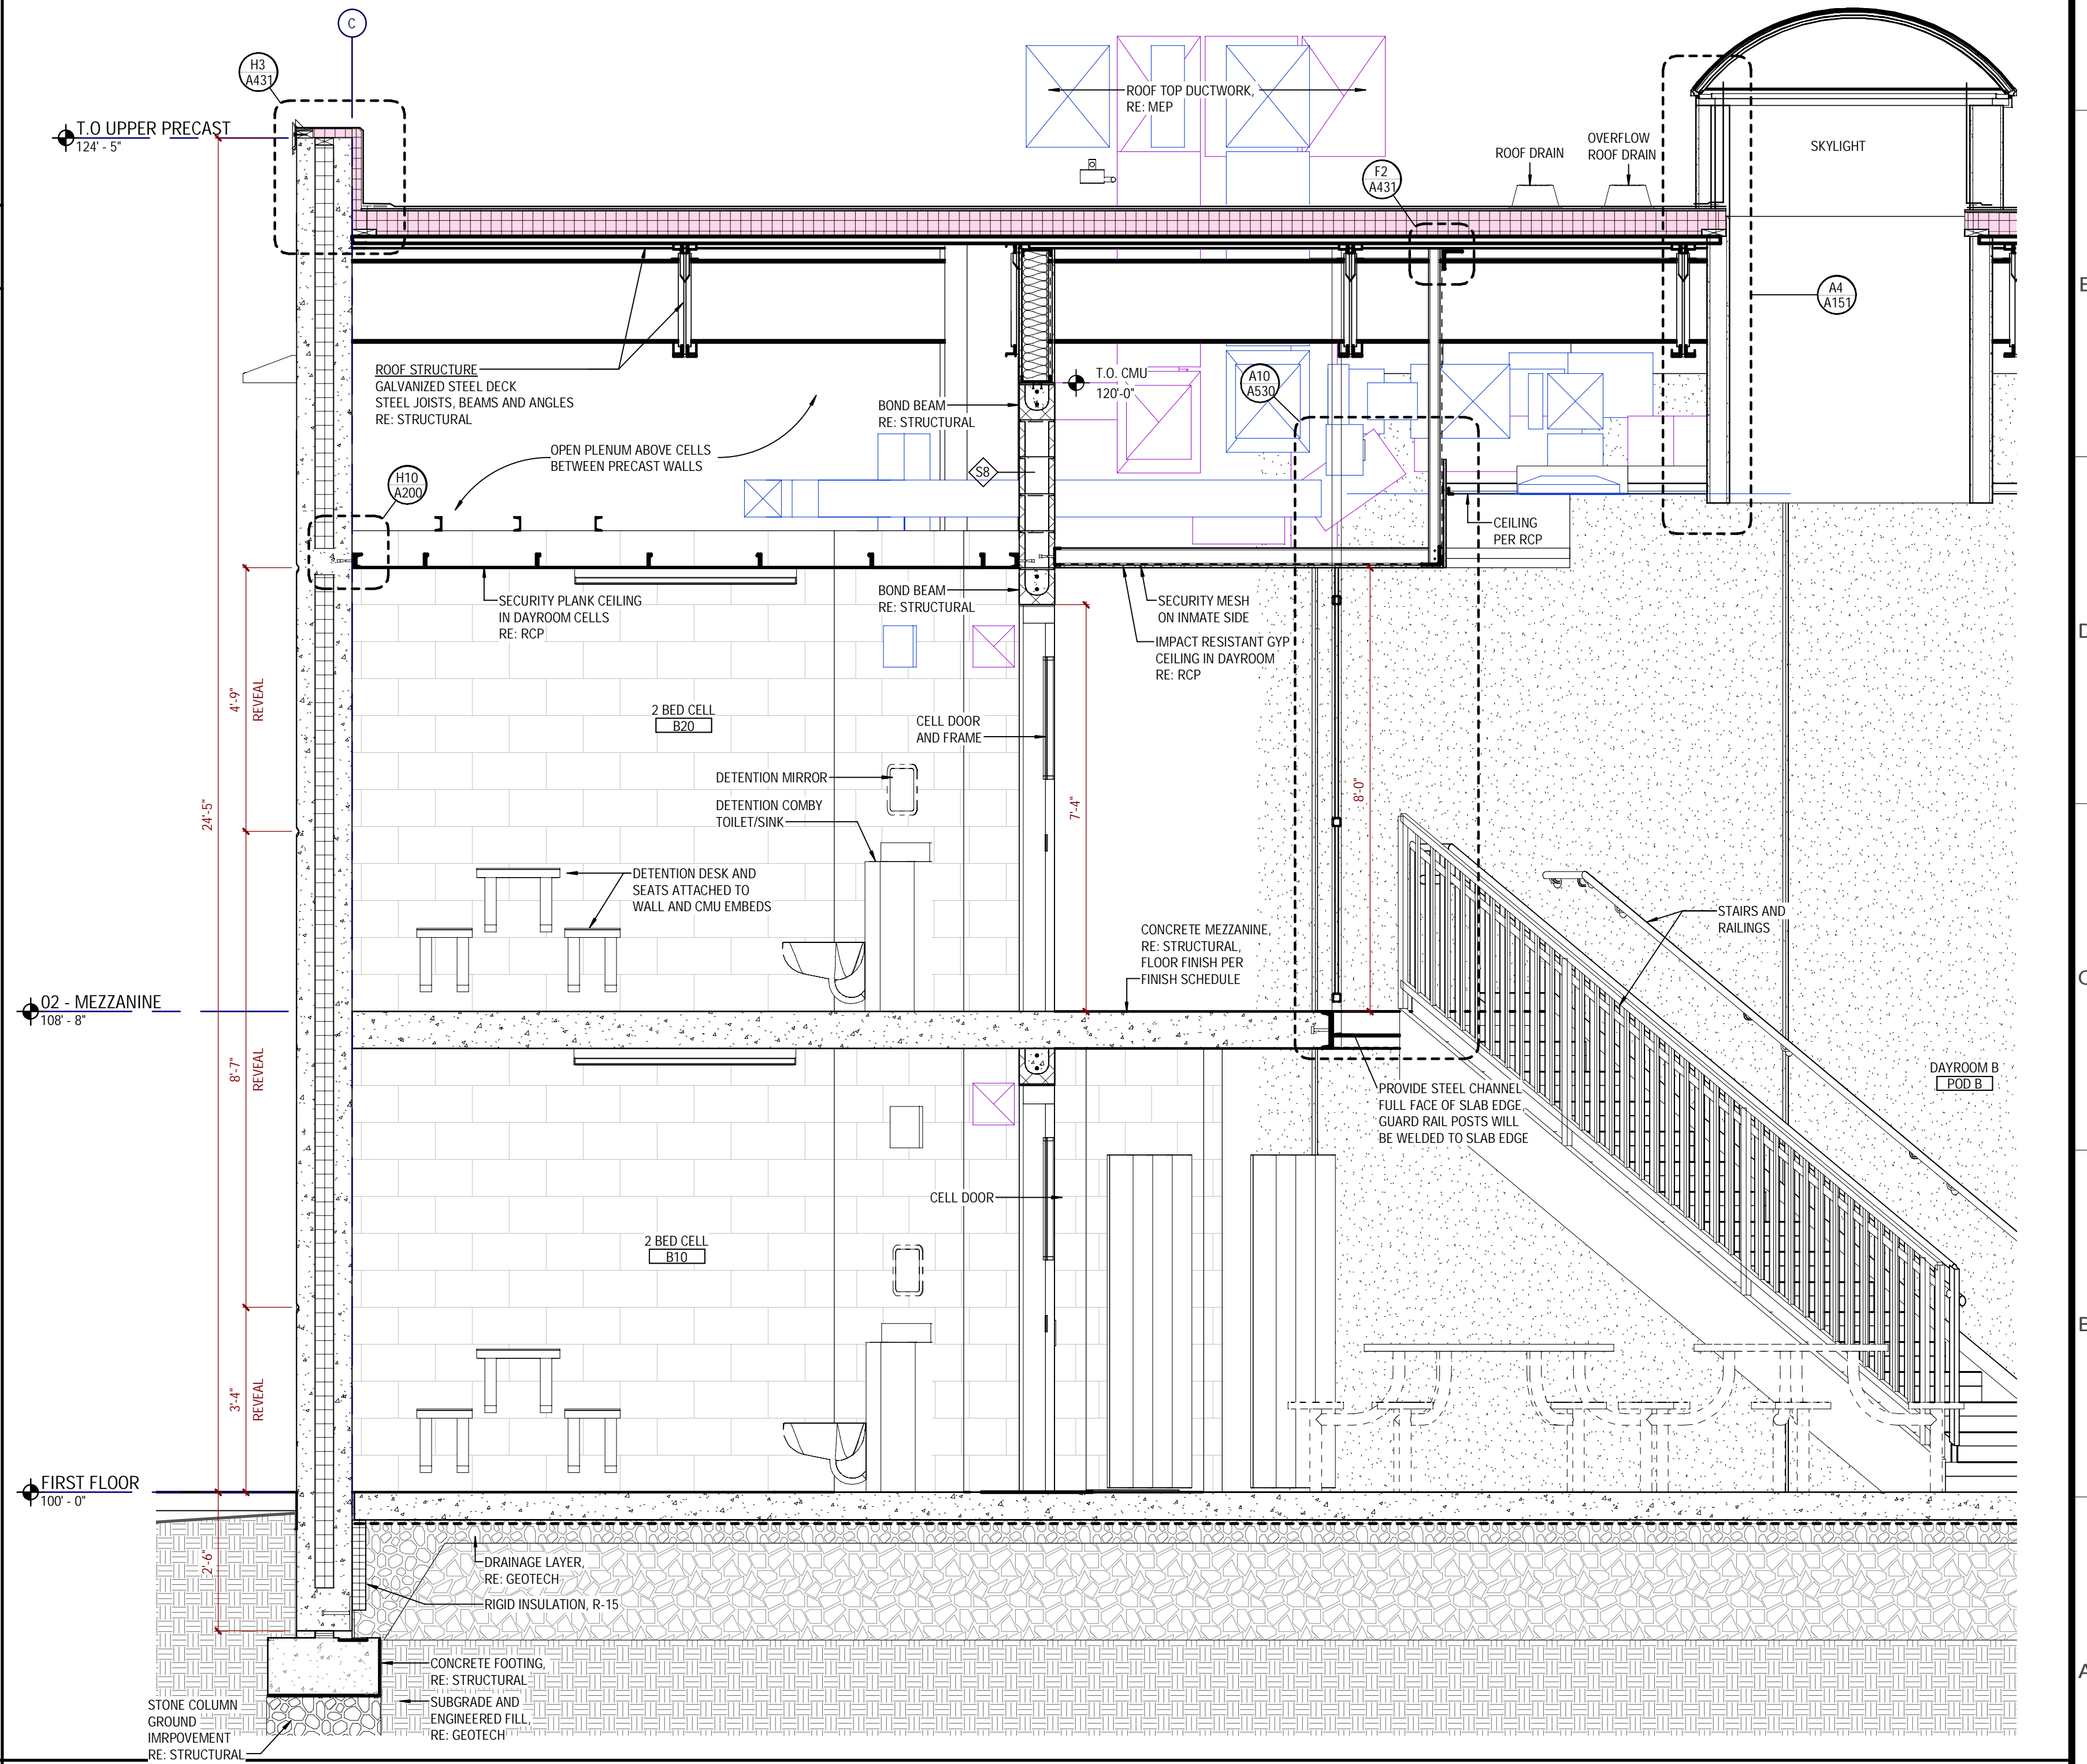 C
H3
A431
T.O UPPER PRECAST
124' - 5"
ROOF TOP DUCTWORK,
RE: MEP
F2
A431
ROOF DRAIN
OVERFLOW
ROOF DRAIN
SKYLIGHT
A4
A151
ROOF STRUCTURE
GALVANIZED STEEL DECK
STEEL JOISTS, BEAMS AND ANGLES
RE: STRUCTURAL
BOND BEAM
RE: STRUCTURAL
T.O. CMU
120'-0"
A10
A530
OPEN PLENUM ABOVE CELLS
BETWEEN PRECAST WALLS
S8
H10
A200
CEILING
PER RCP
SECURITY PLANK CEILING
IN DAYROOM CELLS
RE: RCP
BOND BEAM
RE: STRUCTURAL
SECURITY MESH
ON INMATE SIDE
IMPACT RESISTANT GYP
CEILING IN DAYROOM
RE: RCP
4'-9"
REVEAL
2 BED CELL
B20
CELL DOOR
AND FRAME
DETENTION MIRROR
DETENTION COMBY
TOILET/SINK
24'-5"
7'-4"
8'-0"
DETENTION DESK AND
SEATS ATTACHED TO
WALL AND CMU EMBEDS
CONCRETE MEZZANINE,
RE: STRUCTURAL,
FLOOR FINISH PER
FINISH SCHEDULE
STAIRS AND
RAILINGS
02 - MEZZANINE
108' - 8"
8'-7"
REVEAL
PROVIDE STEEL CHANNEL
FULL FACE OF SLAB EDGE,
GUARD RAIL POSTS WILL
BE WELDED TO SLAB EDGE
DAYROOM B
POD B
CELL DOOR
2 BED CELL
B10
3'-4"
REVEAL
FIRST FLOOR
100' - 0"
2'-6"
DRAINAGE LAYER,
RE: GEOTECH
RIGID INSULATION, R-15
CONCRETE FOOTING,
RE: STRUCTURAL
SUBGRADE AND
ENGINEERED FILL,
RE: GEOTECH
STONE COLUMN
GROUND
IMRPOVEMENT
RE: STRUCTURAL
D
B